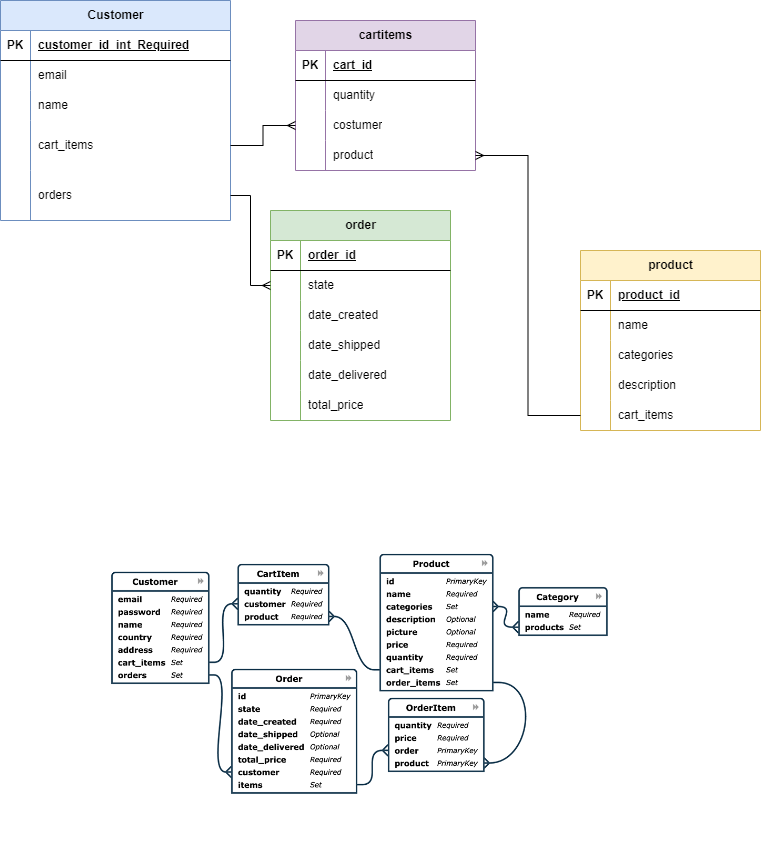 Customer
PK customer_id_int_Required
email
name
cart_items
orders
cartitems
PK cart_id
quantity
costumer
product
order
PK order_id
state
date_created
date_shipped
date_delivered
total_price
product
PK product_id
name
categories
description
cart_items
Customer
email Required
password Required
name Required
country Required
address Required
cart_items Set
orders Set
CartItem
quantity Required
customer Required
product Required
Product
id PrimaryKey
name Required
categories Set
description Optional
picture Optional
price Required
quantity Required
cart_items Set
order_items Set
Category
name Required
products Set
Order
id PrimaryKey
state Required
date_created Required
date_shipped Optional
date_delivered Optional
total_price Required
customer Required
items Set
OrderItem
quantity Required
price Required
order PrimaryKey
product PrimaryKey